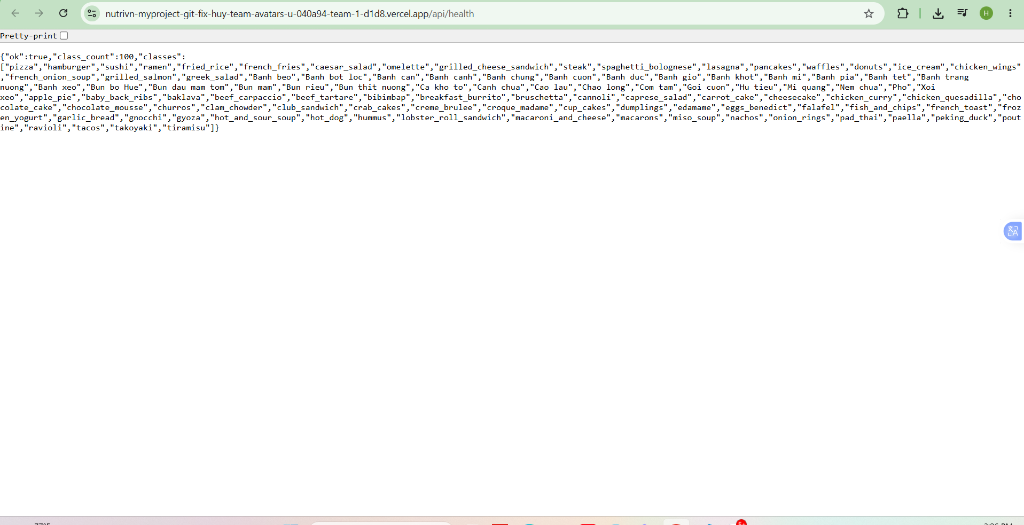 nutrivn-myproject-git-fix-huy-team-avatars-u-040a94-team-1-d1d8.vercel.app/api/health
H
Pretty-print
{"ok":true,"class_count":100,"classes":
["pizza","hamburger","sushi","ramen","fried_rice","french_fries","caesar_salad","omelette","grilled_cheese_sandwich","steak","spaghetti_bolognese","lasagna","pancakes","waffles","donuts","ice_cream","chicken_wings"
,"french_onion_soup","grilled_salmon","greek_salad","Banh beo","Banh bot loc","Banh can","Banh canh","Banh chung","Banh cuon","Banh duc","Banh gio","Banh khot","Banh mi","Banh pia","Banh tet","Banh trang
nuong","Banh xeo","Bun bo Hue","Bun dau mam tom","Bun mam","Bun rieu","Bun thit nuong","Ca kho to","Canh chua","Cao lau","Chao long","Com tam","Goi cuon","Hu tieu","Mi quang","Nem chua","Pho","Xoi
xeo","apple_pie","baby_back_ribs","baklava","beef_carpaccio","beef_tartare","bibimbap","breakfast_burrito","bruschetta","cannoli","caprese_salad","carrot_cake","cheesecake","chicken_curry","chicken_quesadilla","cho
colate_cake","chocolate_mousse","churros","clam_chowder","club_sandwich","crab_cakes","creme_brulee","croque_madame","cup_cakes","dumplings","edamame","eggs_benedict","falafel","fish_and_chips","french_toast","froz
en_yogurt","garlic_bread","gnocchi","gyoza","hot_and_sour_soup","hot_dog","hummus","lobster_roll_sandwich","macaroni_and_cheese","macarons","miso_soup","nachos","onion_rings","pad_thai","paella","peking_duck","pout
ine","ravioli","tacos","takoyaki","tiramisu"]}